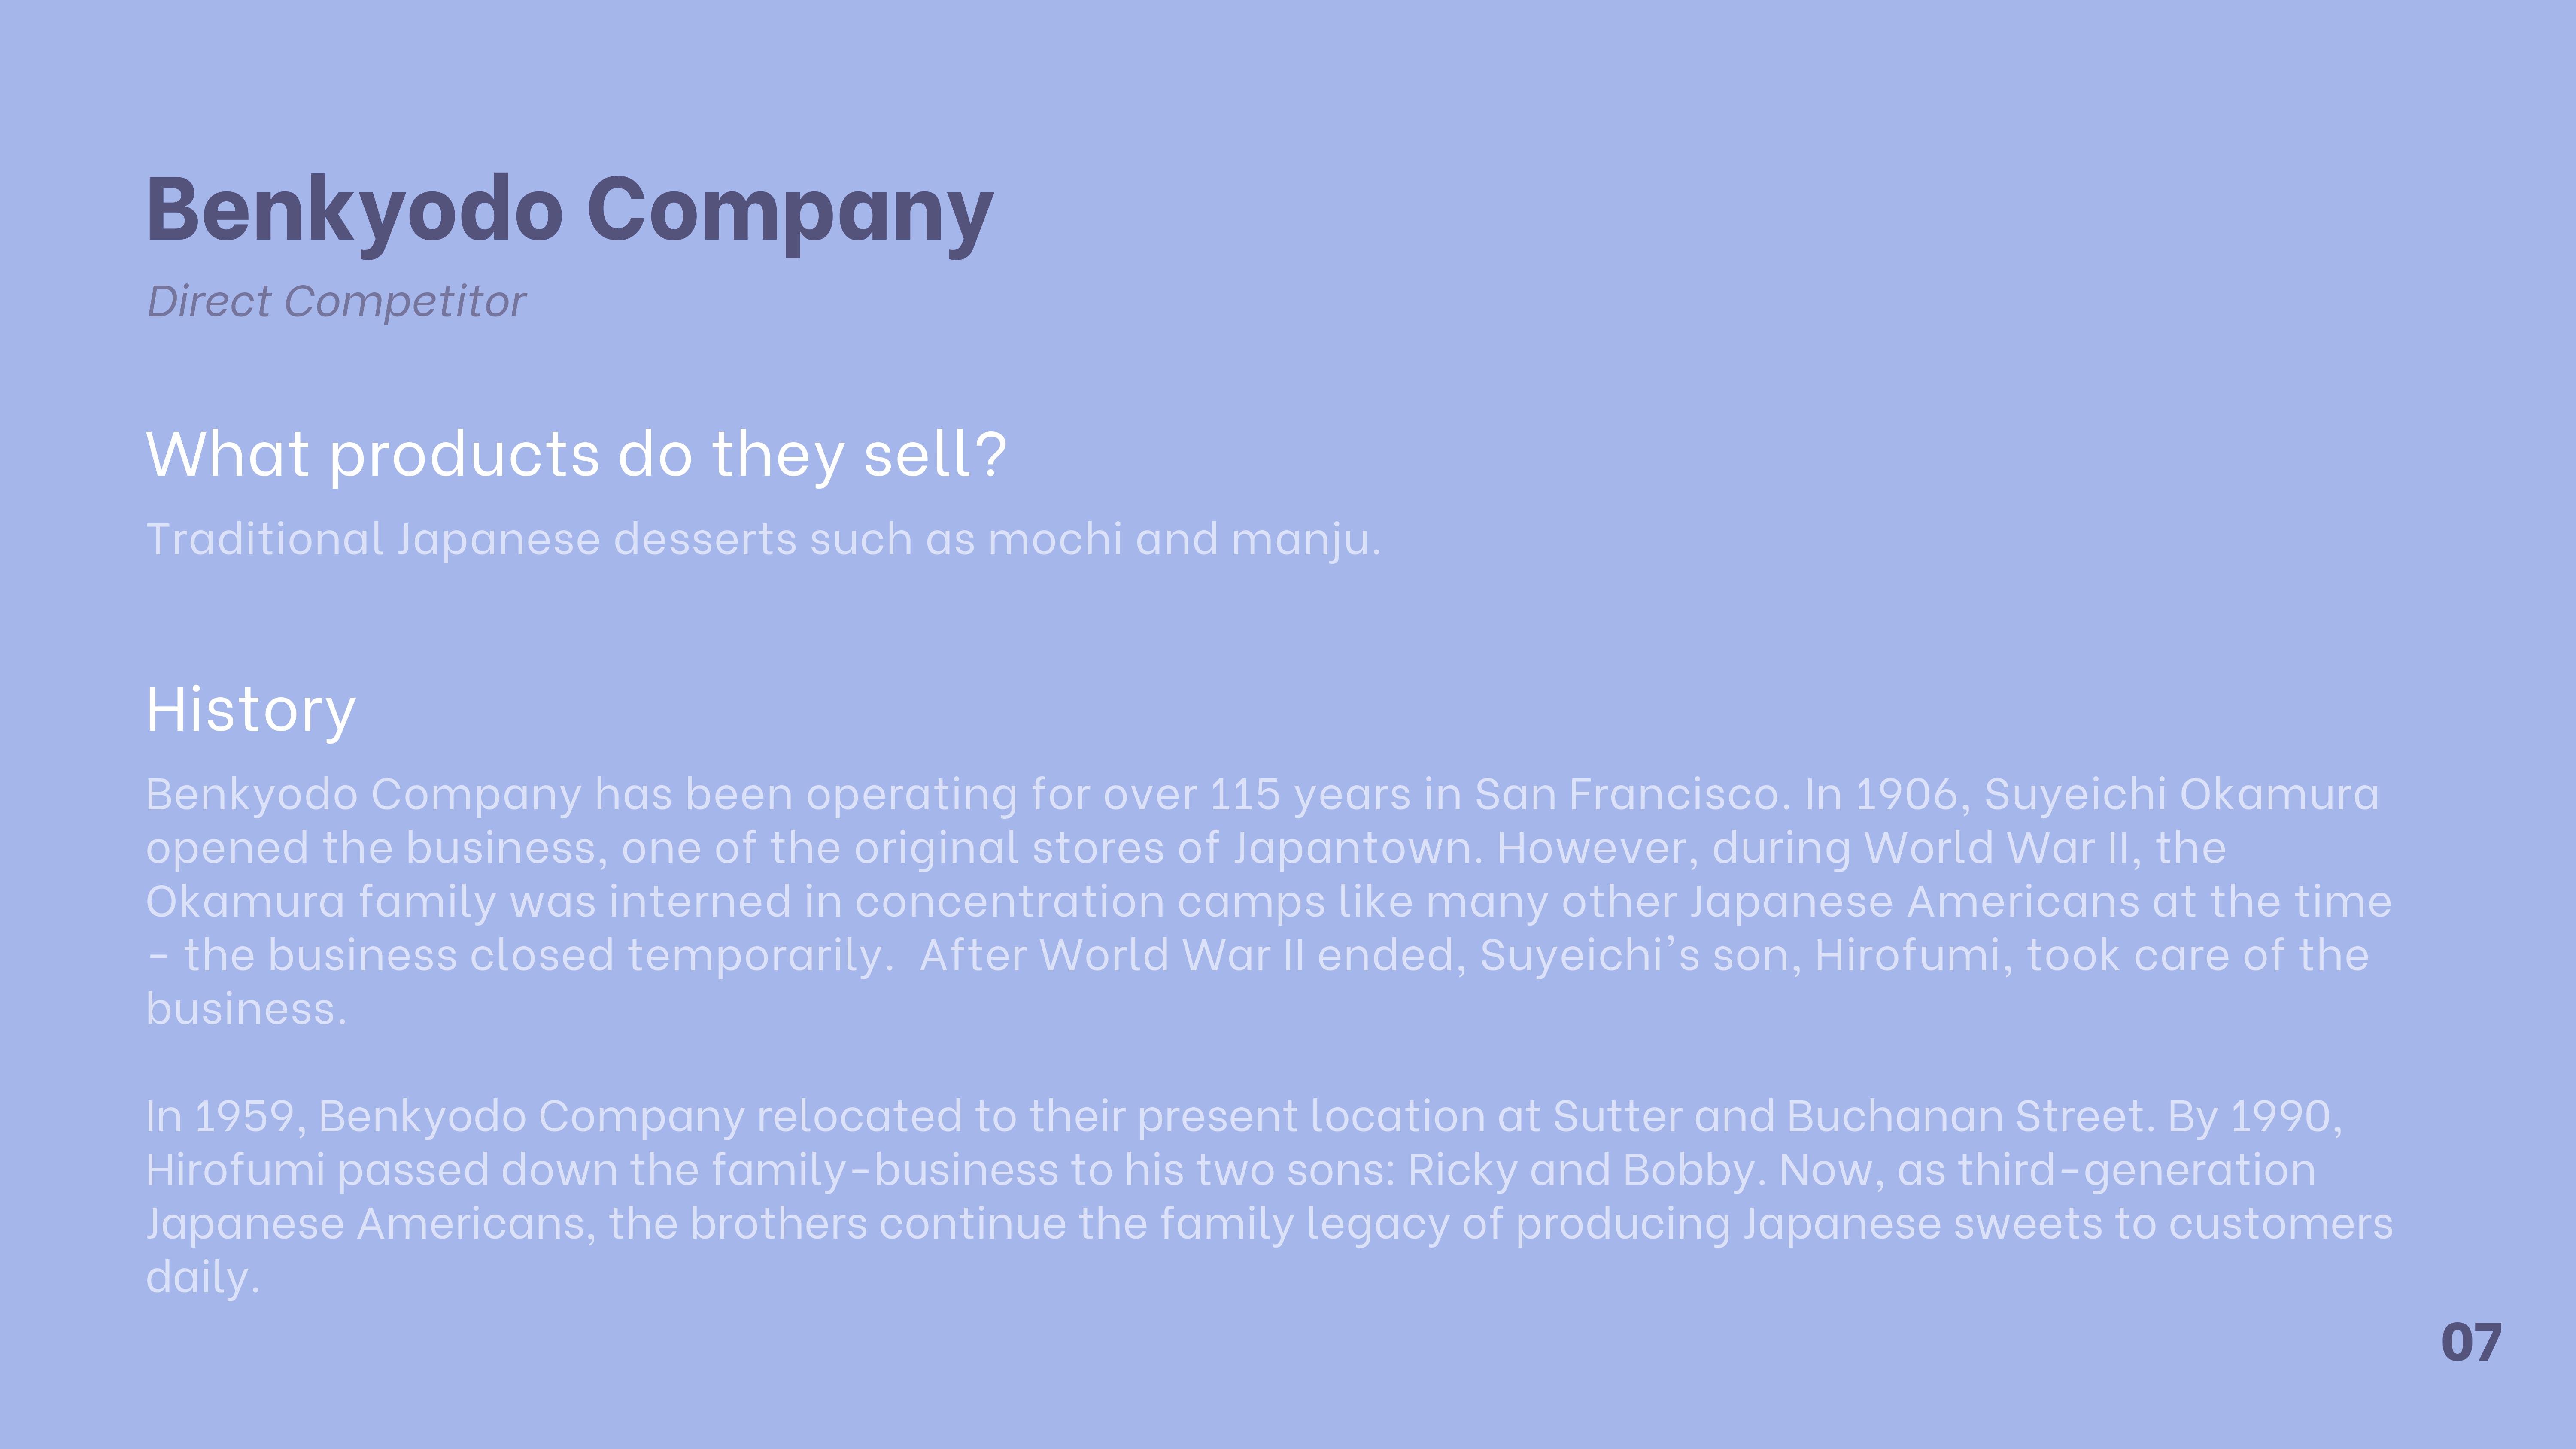 Benkyodo Company
Direct Competitor
What products do they sell?
Traditional Japanese desserts such as mochi and manju.
History
Benkyodo Company has been operating for over 115 years in San Francisco. In 1906, Suyeichi Okamura
opened the business, one of the original stores of Japantown. However, during World War II, the
Okamura family was interned in concentration camps like many other Japanese Americans at the time
- the business closed temporarily.  After World War II ended, Suyeichi's son, Hirofumi, took care of the
business.
In 1959, Benkyodo Company relocated to their present location at Sutter and Buchanan Street. By 1990,
Hirofumi passed down the family-business to his two sons: Ricky and Bobby. Now, as third-generation
Japanese Americans, the brothers continue the family legacy of producing Japanese sweets to customers
daily.
07